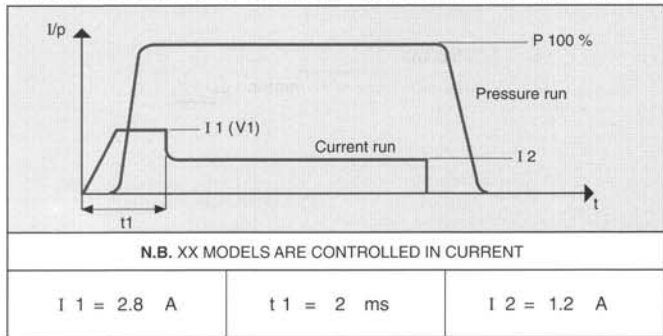 I/p
P 100 %
Pressure run
I 1 (V1)
Current run
I 2
t
t1
N.B. XX MODELS ARE CONTROLLED IN CURRENT
I 1 = 2.8 A
t 1 = 2 ms
I 2 = 1.2 A